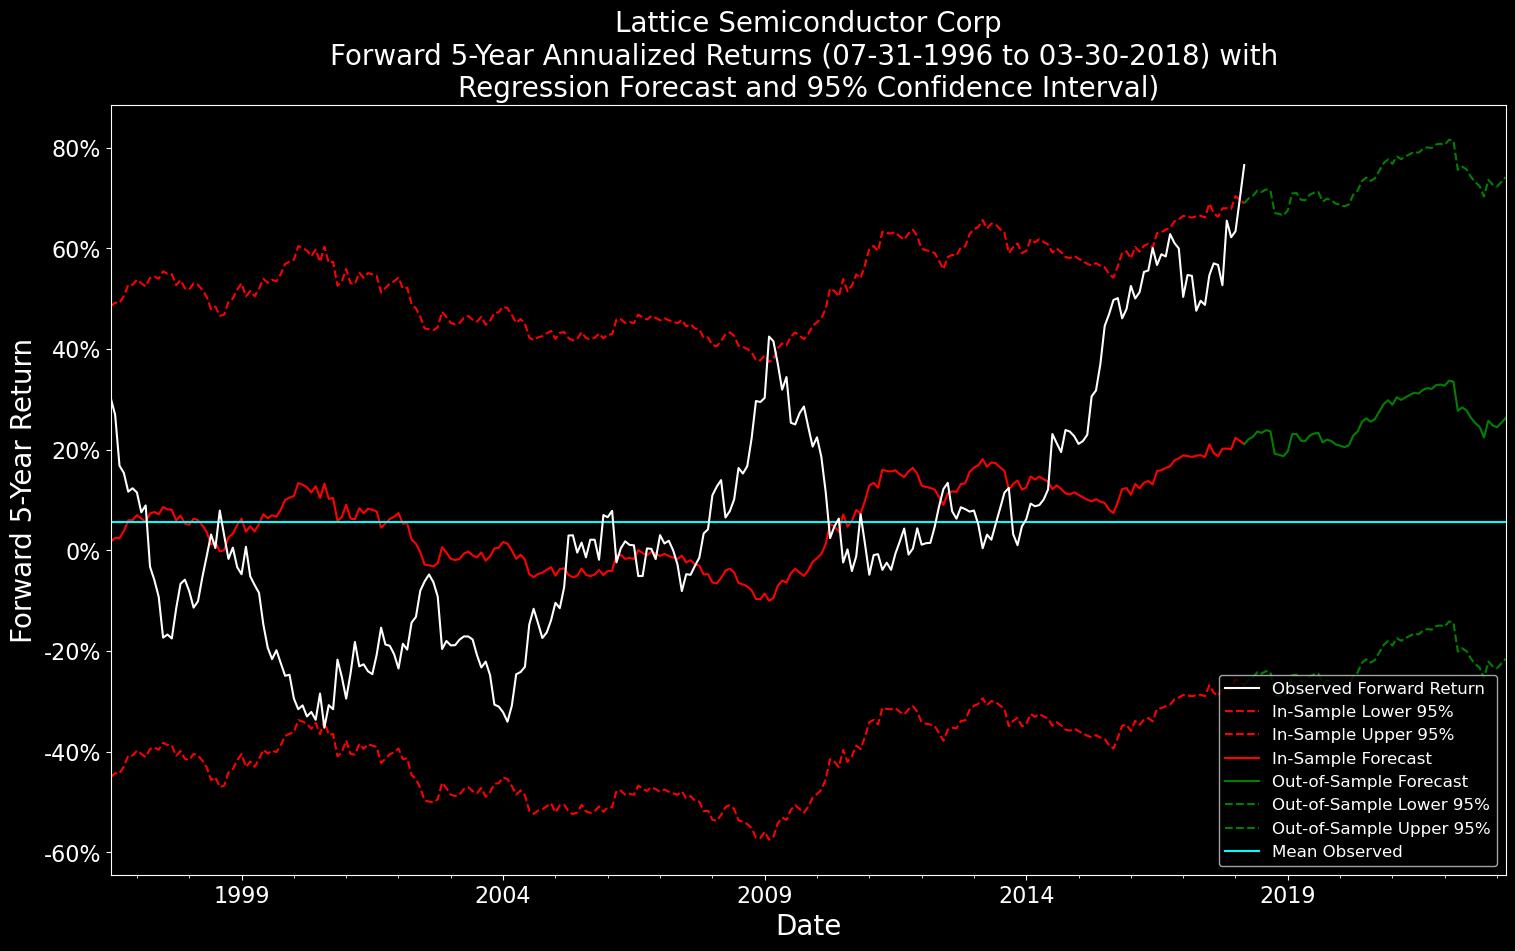 Lattice Semiconductor Corp
Forward 5-Year Annualized Returns (07-31-1996 to 03-30-2018) with
Regression Forecast and 95% Confidence Interval)
Forward 5-Year Return
80%
60%
40%
20%
0%
-20%
-40%
-60%
Observed Forward Return
In-Sample Lower 95%
In-Sample Upper 95%
In-Sample Forecast
Out-of-Sample Forecast
Out-of-Sample Lower 95%
Out-of-Sample Upper 95%
Mean Observed
1999
2004
2009
2014
2019
Date